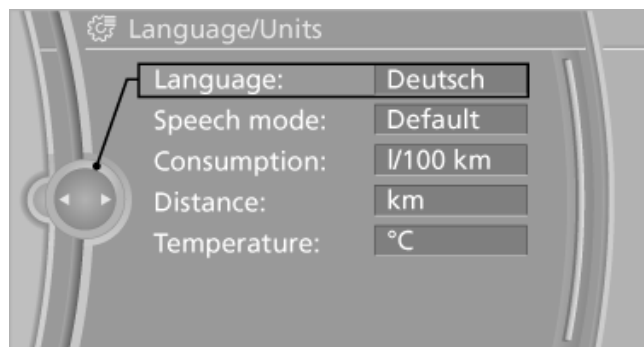 Language/Units
Language: Deutsch
Speech mode: Default
Consumption: l/100 km
Distance: km
Temperature: °C